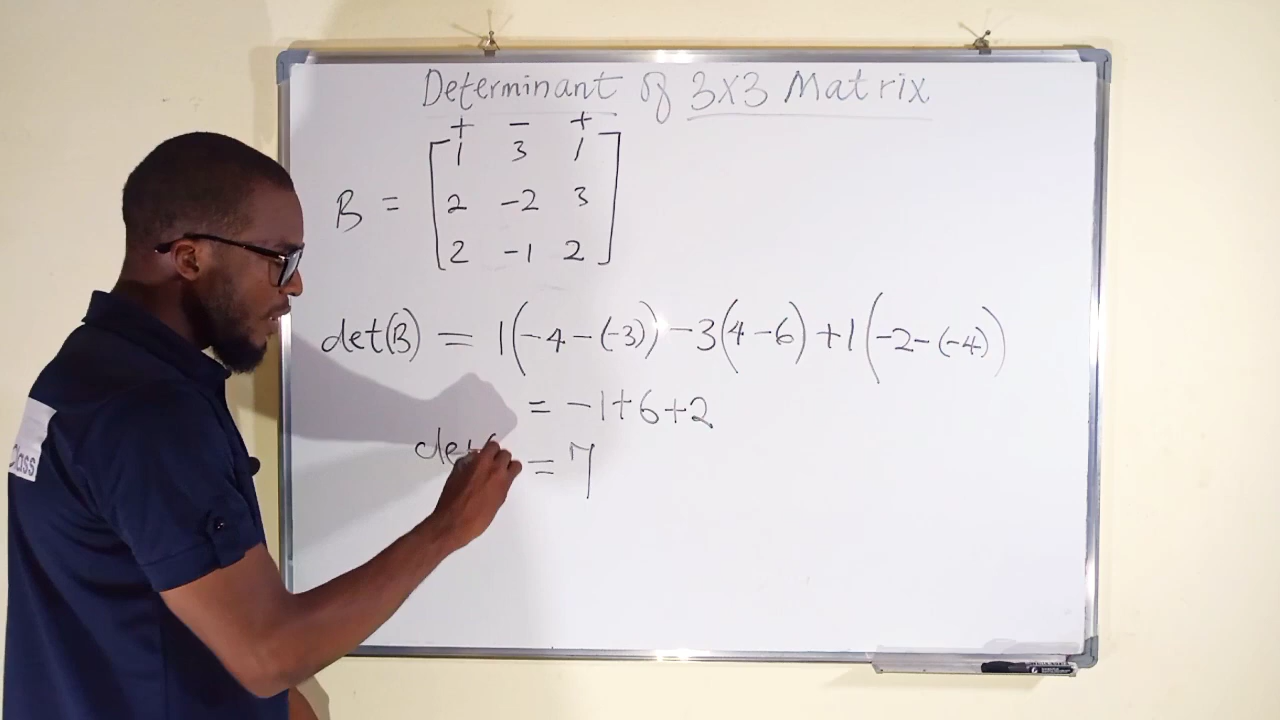 Determinant of 3x3 Matrix
+ − +
1 3 1
B = 2 -2 3
2 -1 2
det(B) = 1(-4-(-3)) -3(4-6) +1(-2-(-4))
= -1+6+2
det( = 7
lass